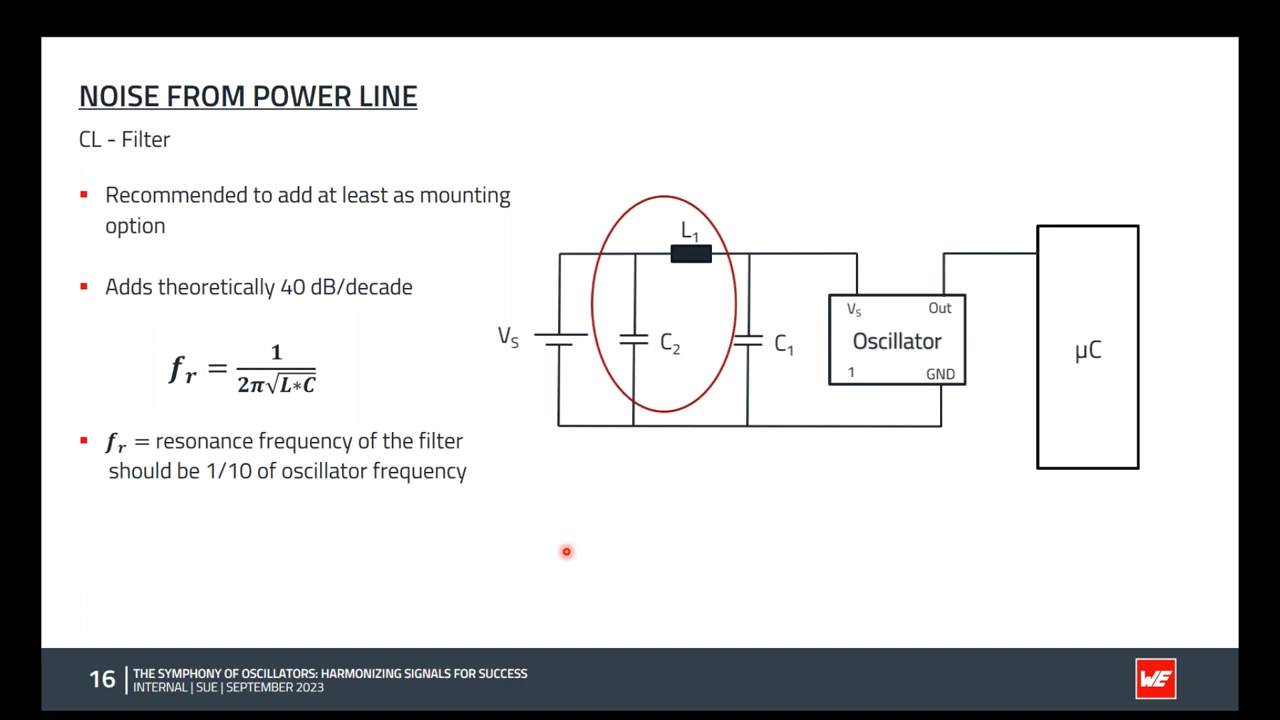 NOISE FROM POWER LINE
CL - Filter
▪ Recommended to add at least as mounting
option
▪ Adds theoretically 40 dB/decade
fᵣ = 1 / 2π√L∗C
▪ fᵣ = resonance frequency of the filter
should be 1/10 of oscillator frequency
L₁
Vₛ
C₂
C₁
Vₛ Out
Oscillator
1 GND
µC
16
THE SYMPHONY OF OSCILLATORS: HARMONIZING SIGNALS FOR SUCCESS
INTERNAL | SUE | SEPTEMBER 2023
WE